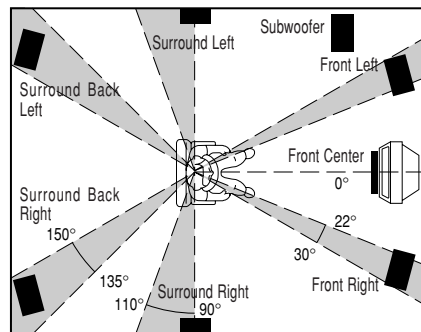 Subwoofer
Surround Left
Front Left
Surround Back
Left
Front Center
0°
Surround Back
Right
150°
22°
30°
135°
Surround Right
Front Right
110°
90°